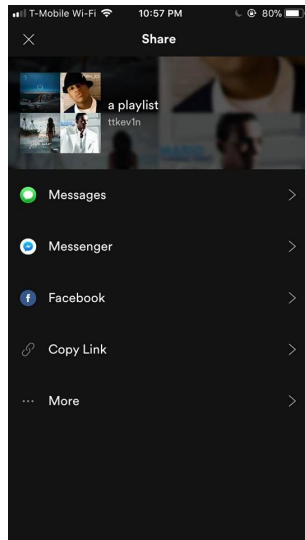 T-Mobile Wi-Fi 10:57 PM 80%
Share
a playlist
ttkev1n
Messages
Messenger
Facebook
Copy Link
More